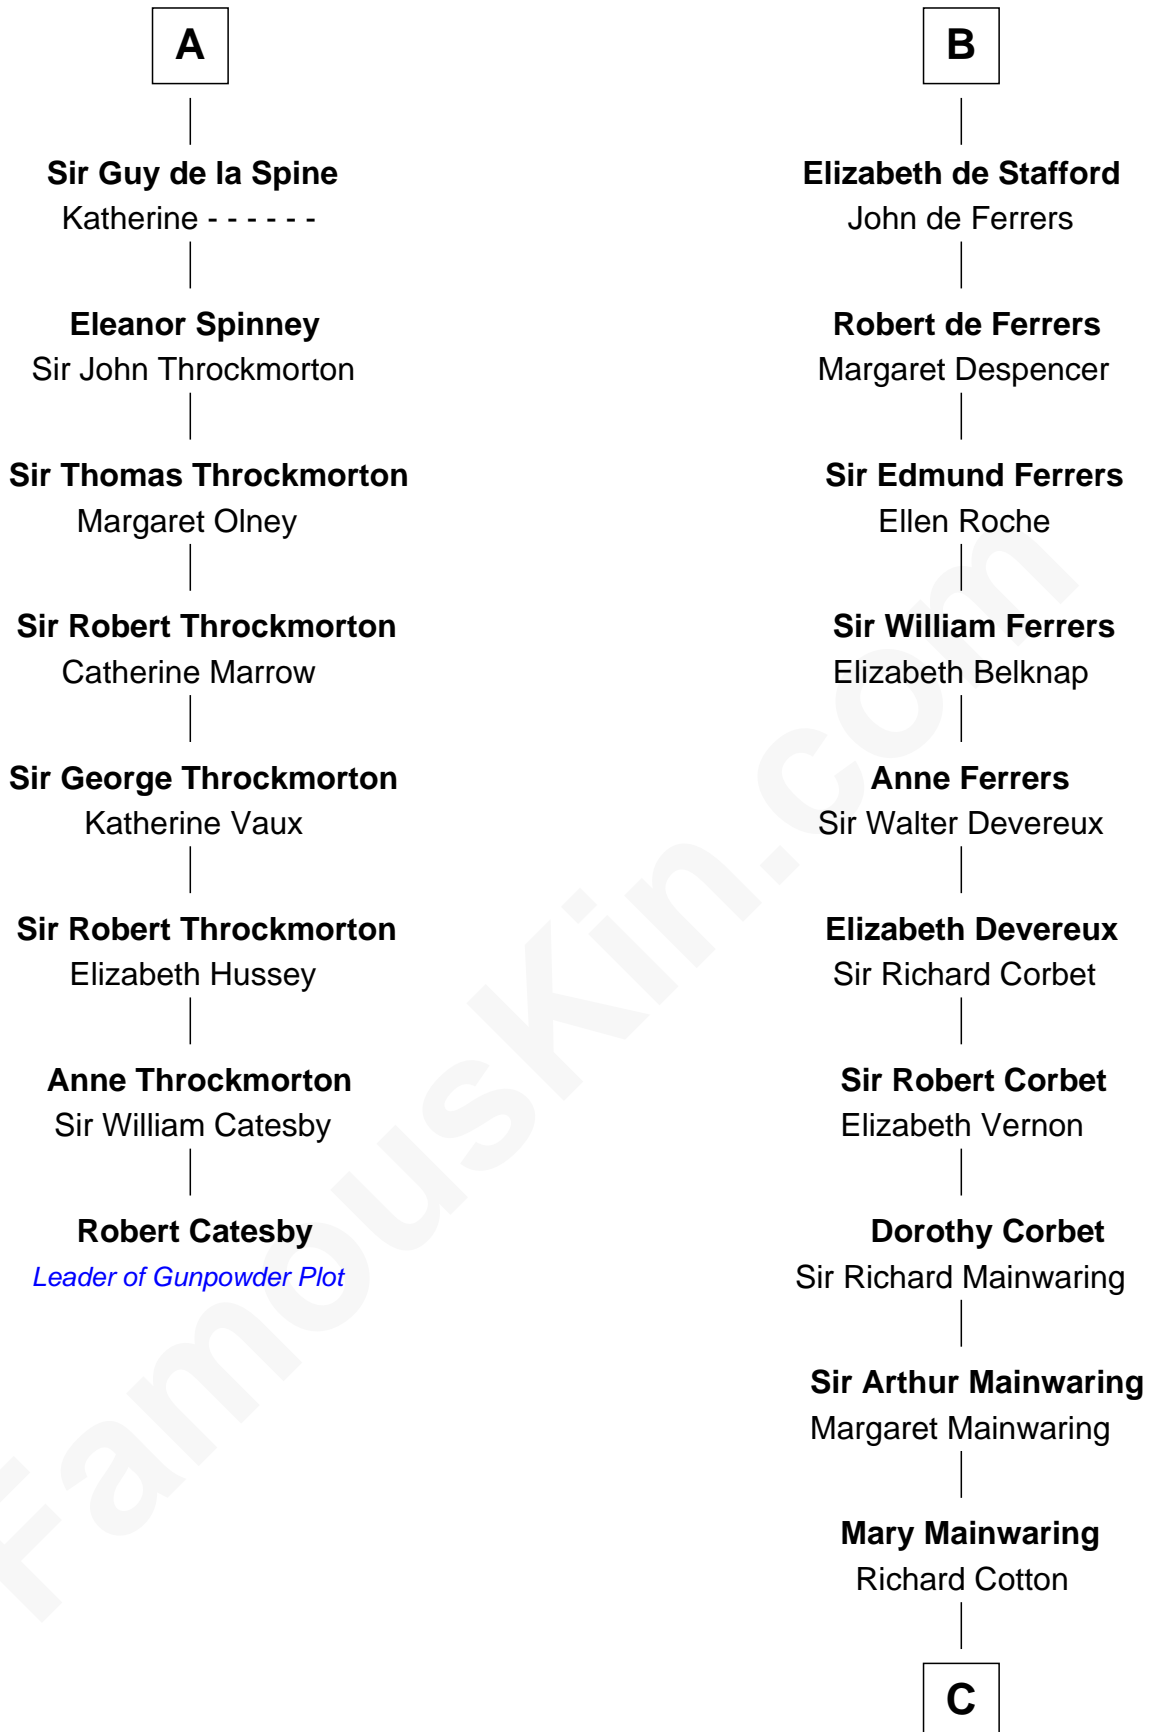 A
Sir Guy de la Spine
Katherine - - - - - -
Eleanor Spinney
Sir John Throckmorton
Sir Thomas Throckmorton
Margaret Olney
Sir Robert Throckmorton
Catherine Marrow
Sir George Throckmorton
Katherine Vaux
Sir Robert Throckmorton
Elizabeth Hussey
Anne Throckmorton
Sir William Catesby
Robert Catesby
Leader of Gunpowder Plot
B
Elizabeth de Stafford
John de Ferrers
Robert de Ferrers
Margaret Despencer
Sir Edmund Ferrers
Ellen Roche
Sir William Ferrers
Elizabeth Belknap
Anne Ferrers
Sir Walter Devereux
Elizabeth Devereux
Sir Richard Corbet
Sir Robert Corbet
Elizabeth Vernon
Dorothy Corbet
Sir Richard Mainwaring
Sir Arthur Mainwaring
Margaret Mainwaring
Mary Mainwaring
Richard Cotton
C
FamousKin.com